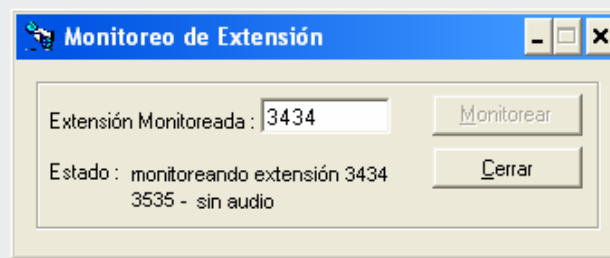 Monitoreo de Extensión
Extensión Monitoreada : 3434
Monitorear
Estado : monitoreando extensión 3434
3535 - sin audio
Cerrar